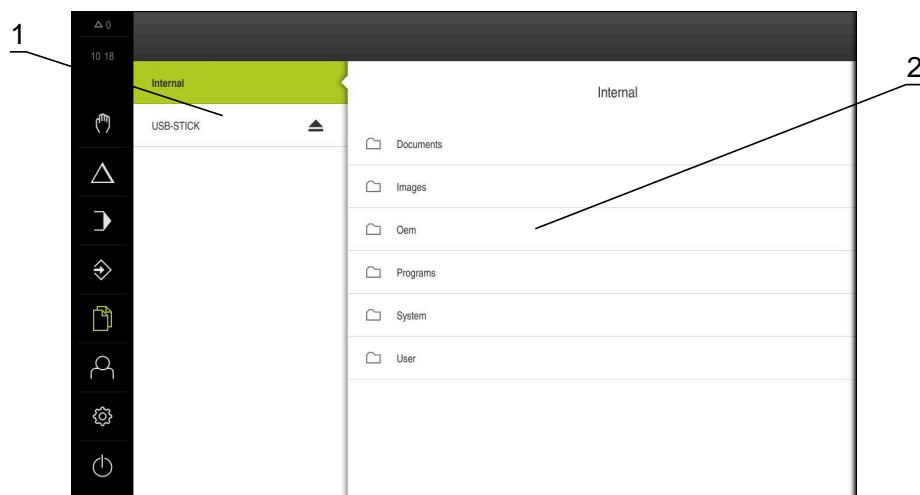 1
2
0
10 18
Internal
USB-STICK
Internal
Documents
Images
Oem
Programs
System
User